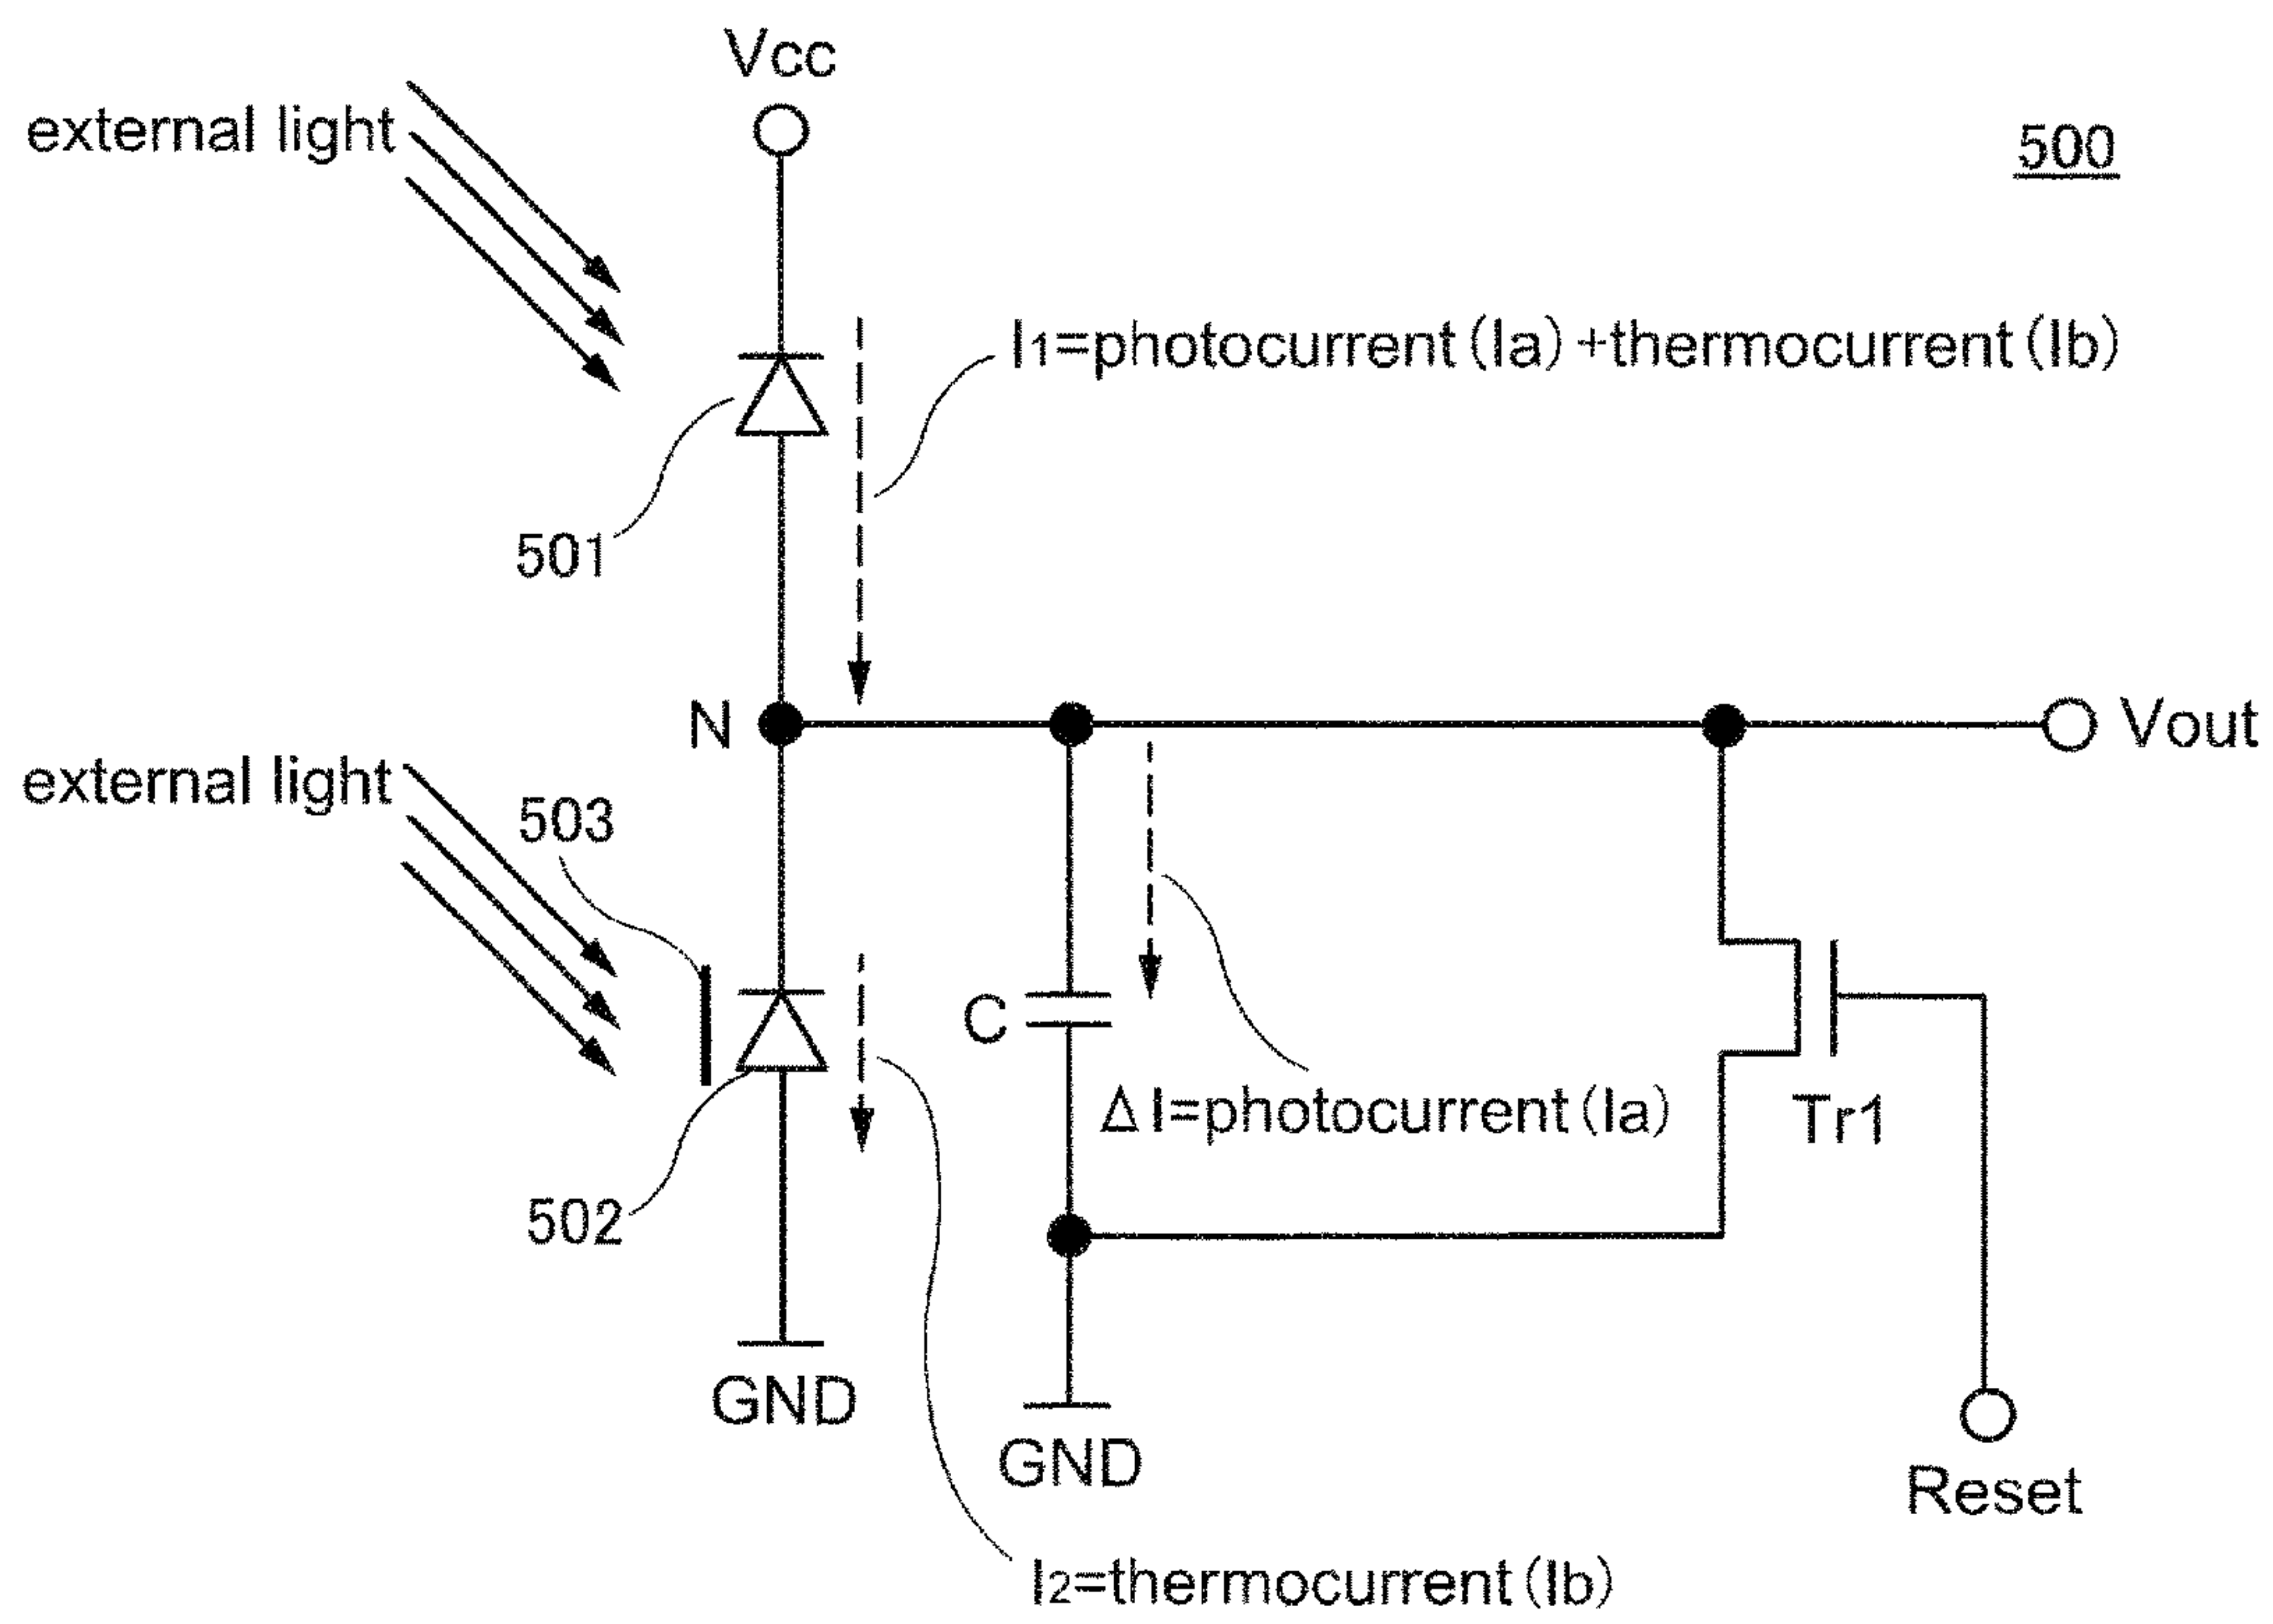 Vcc
external light
500
I1=photocurrent(Ia)+thermocurrent(Ib)
501
N
Vout
external light
503
C
ΔI=photocurrent(Ia)
Tr1
502
GND
GND
Reset
I2=thermocurrent(Ib)